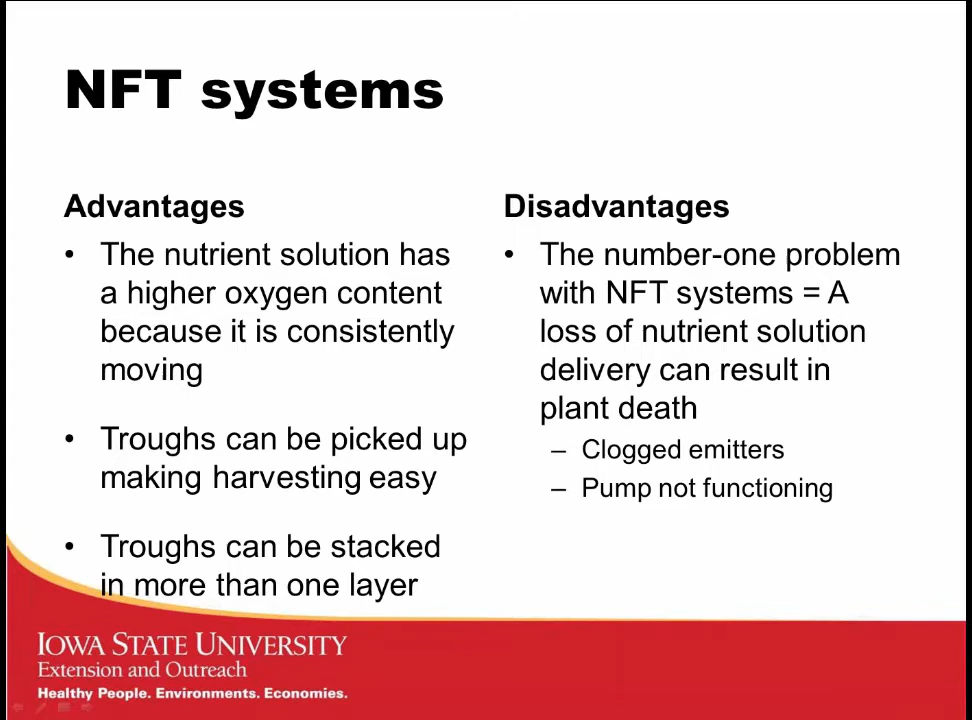 NFT systems
Advantages
• The nutrient solution has
a higher oxygen content
because it is consistently
moving
• Troughs can be picked up
making harvesting easy
• Troughs can be stacked
in more than one layer
Disadvantages
• The number-one problem
with NFT systems = A
loss of nutrient solution
delivery can result in
plant death
– Clogged emitters
– Pump not functioning
IOWA STATE UNIVERSITY
Extension and Outreach
Healthy People. Environments. Economies.